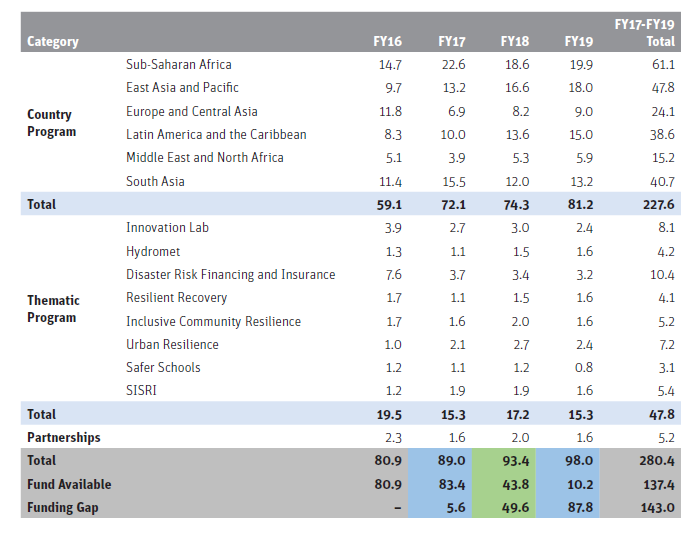 FY17-FY19
Category FY16 FY17 FY18 FY19 Total
Sub-Saharan Africa 14.7 22.6 18.6 19.9 61.1
East Asia and Pacific 9.7 13.2 16.6 18.0 47.8
Country Program
Europe and Central Asia 11.8 6.9 8.2 9.0 24.1
Latin America and the Caribbean 8.3 10.0 13.6 15.0 38.6
Middle East and North Africa 5.1 3.9 5.3 5.9 15.2
South Asia 11.4 15.5 12.0 13.2 40.7
Total 59.1 72.1 74.3 81.2 227.6
Innovation Lab 3.9 2.7 3.0 2.4 8.1
Hydromet 1.3 1.1 1.5 1.6 4.2
Disaster Risk Financing and Insurance 7.6 3.7 3.4 3.2 10.4
Thematic Program
Resilient Recovery 1.7 1.1 1.5 1.6 4.1
Inclusive Community Resilience 1.7 1.6 2.0 1.6 5.2
Urban Resilience 1.0 2.1 2.7 2.4 7.2
Safer Schools 1.2 1.1 1.2 0.8 3.1
SISRI 1.2 1.9 1.9 1.6 5.4
Total 19.5 15.3 17.2 15.3 47.8
Partnerships 2.3 1.6 2.0 1.6 5.2
Total 80.9 89.0 93.4 98.0 280.4
Fund Available 80.9 83.4 43.8 10.2 137.4
Funding Gap – 5.6 49.6 87.8 143.0